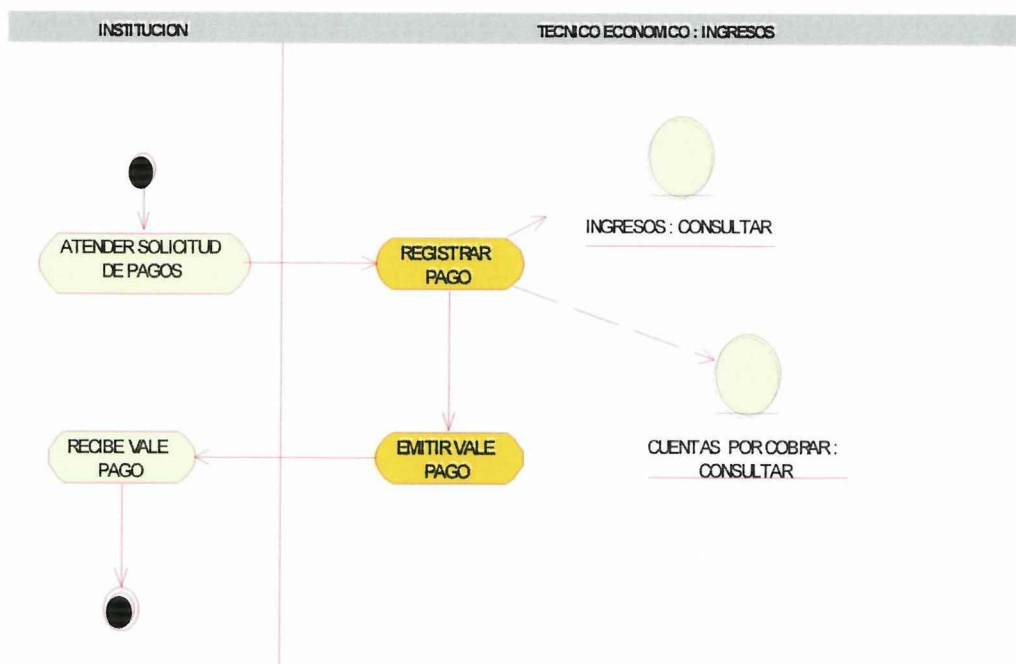 INSTITUCION
TECNICO ECONOMICO : INGRESOS
INGRESOS : CONSULTAR
ATENDER SOLICITUD
DE PAGOS
REGISTRAR
PAGO
RECIBE VALE
PAGO
EMITIR VALE
PAGO
CUENTAS POR COBRAR :
CONSULTAR